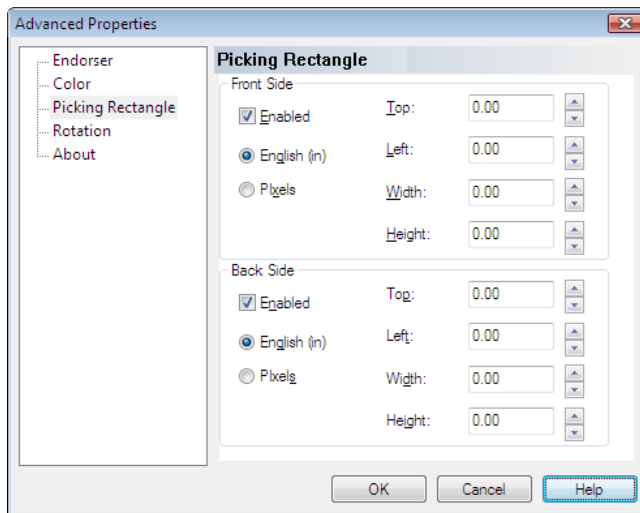 Advanced Properties
Endorser
Color
Picking Rectangle
Rotation
About
Picking Rectangle
Front Side
Enabled
English (in)
PIxels
Top: 0.00
Left: 0.00
Width: 0.00
Height: 0.00
Back Side
Enabled
English (in)
PIxels
Top: 0.00
Left: 0.00
Width: 0.00
Height: 0.00
OK Cancel Help